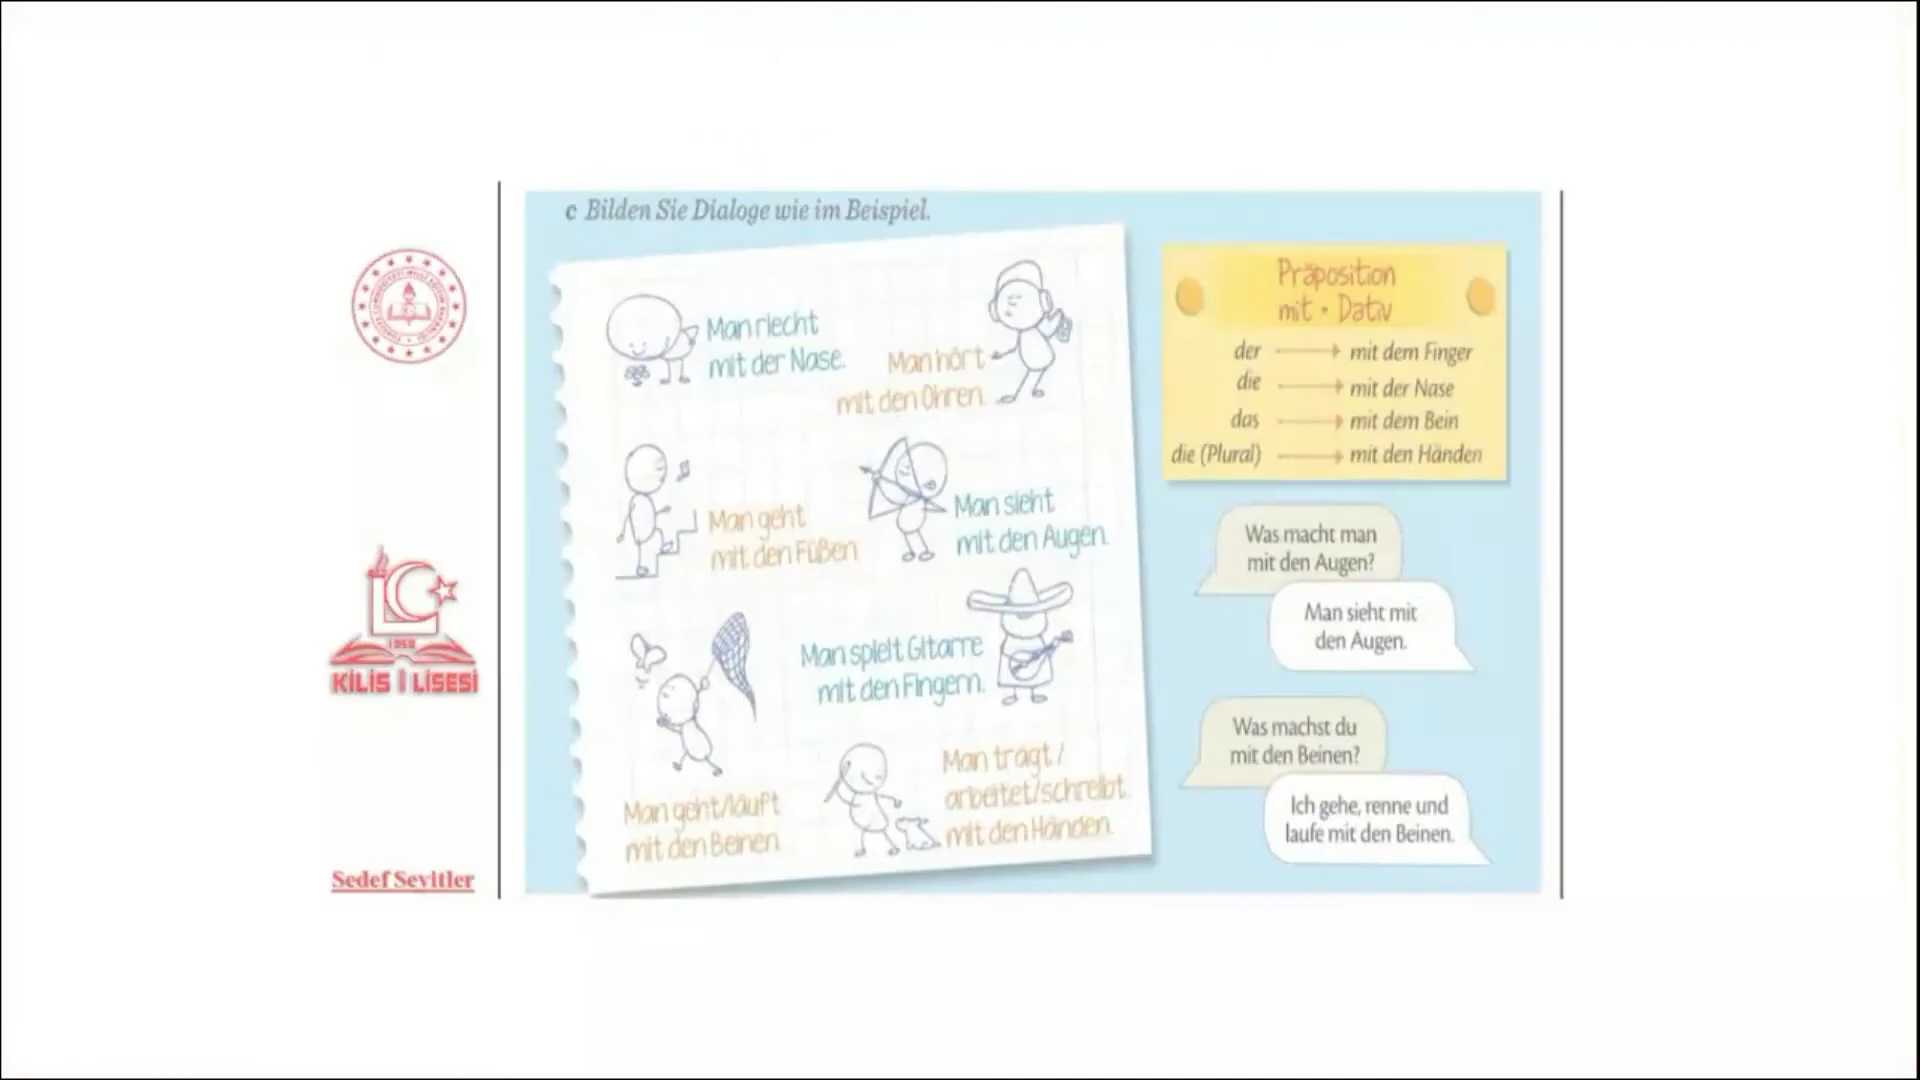 c Bilden Sie Dialoge wie im Beispiel.
Man riecht
mit der Nase.
Man hört
mit den Ohren.
Man geht
mit den Füßen
Man sieht
mit den Augen.
Man spielt Gitarre
mit den Fingern.
Man geht/läuft
mit den Beinen
Man trägt /
arbeitet/schreibt
mit den Händen.
Präposition
mit • Dativ
der → mit dem Finger
die → mit der Nase
das → mit dem Bein
die (Plural) → mit den Händen
Was macht man
mit den Augen?
Man sieht mit
den Augen.
Was machst du
mit den Beinen?
Ich gehe, renne und
laufe mit den Beinen.
KİLİS İ LİSESİ
Sedef Sevitler